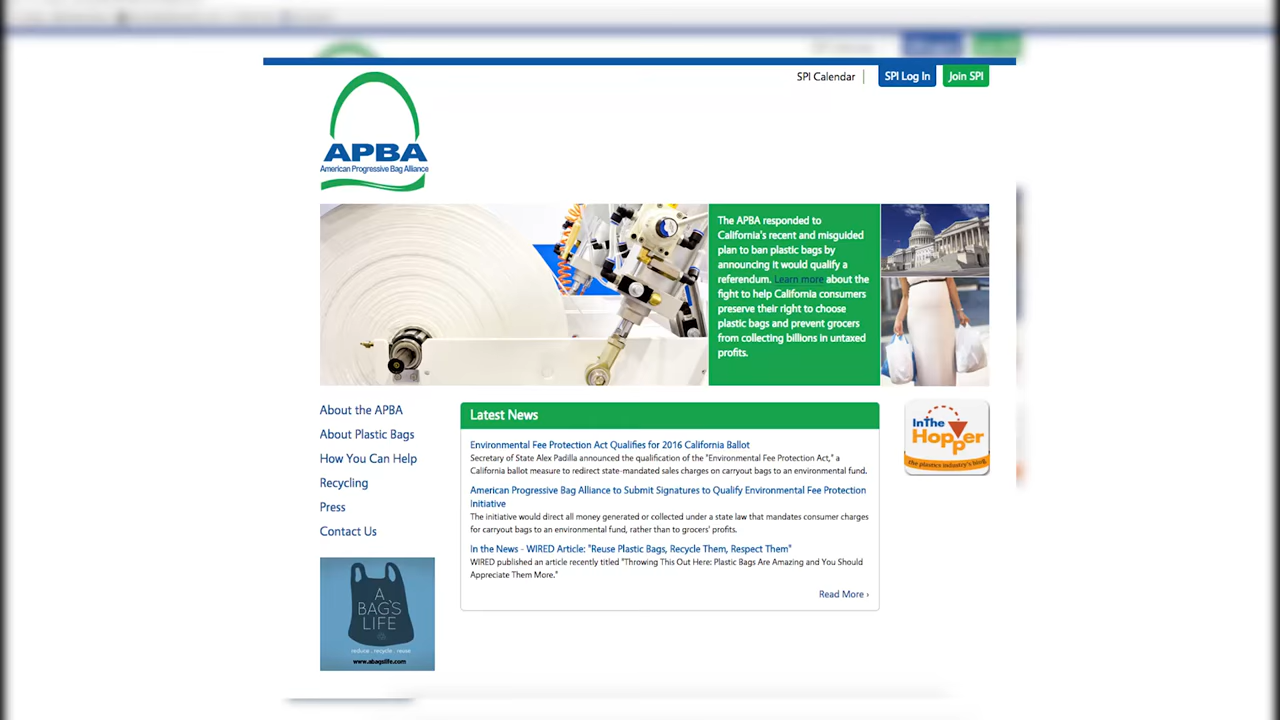 SPI Calendar
SPI Log In
Join SPI
APBA
American Progressive Bag Alliance
The APBA responded to
California's recent and misguided
plan to ban plastic bags by
announcing it would qualify a
referendum. Learn more about the
fight to help California consumers
preserve their right to choose
plastic bags and prevent grocers
from collecting billions in untaxed
profits.
About the APBA
About Plastic Bags
How You Can Help
Recycling
Press
Contact Us
A
BAG'S
LIFE
reduce . recycle . reuse
www.abagslife.com
Latest News
Environmental Fee Protection Act Qualifies for 2016 California Ballot
Secretary of State Alex Padilla announced the qualification of the "Environmental Fee Protection Act," a
California ballot measure to redirect state-mandated sales charges on carryout bags to an environmental fund.
American Progressive Bag Alliance to Submit Signatures to Qualify Environmental Fee Protection
Initiative
The initiative would direct all money generated or collected under a state law that mandates consumer charges
for carryout bags to an environmental fund, rather than to grocers' profits.
In the News - WIRED Article: "Reuse Plastic Bags, Recycle Them, Respect Them"
WIRED published an article recently titled "Throwing This Out Here: Plastic Bags Are Amazing and You Should
Appreciate Them More."
Read More ›
In The
Hopper
the plastics industry's blog